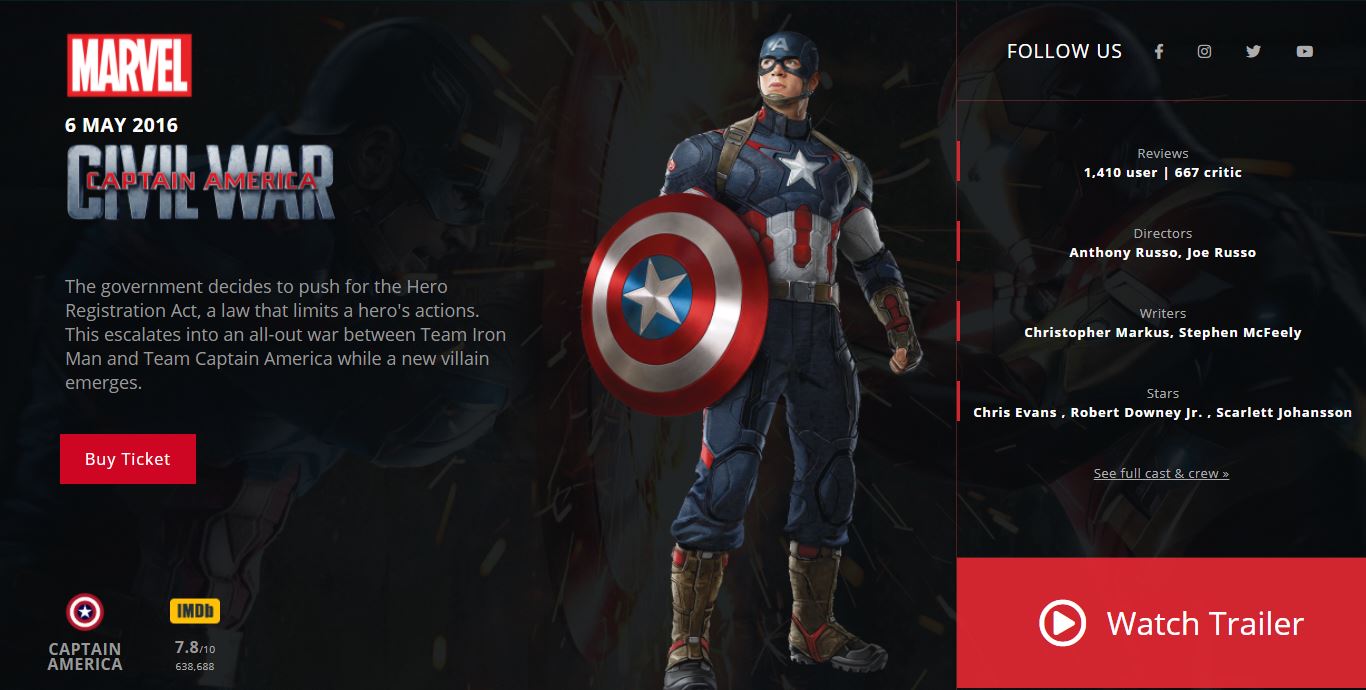 MARVEL
6 MAY 2016
CIVIL WAR
CAPTAIN AMERICA
The government decides to push for the Hero
Registration Act, a law that limits a hero's actions.
This escalates into an all-out war between Team Iron
Man and Team Captain America while a new villain
emerges.
Buy Ticket
CAPTAIN
AMERICA
IMDb
7.8/10
638,688
A
FOLLOW US
Reviews
1,410 user | 667 critic
Directors
Anthony Russo, Joe Russo
Writers
Christopher Markus, Stephen McFeely
Stars
Chris Evans , Robert Downey Jr. , Scarlett Johansson
See full cast & crew »
Watch Trailer